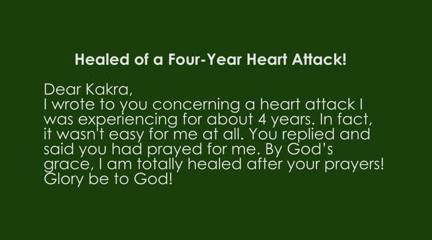 Healed of a Four-Year Heart Attack!
Dear Kakra,
I wrote to you concerning a heart attack I
was experiencing for about 4 years. In fact,
it wasn't easy for me at all. You replied and
said you had prayed for me. By God's
grace, I am totally healed after your prayers!
Glory be to God!